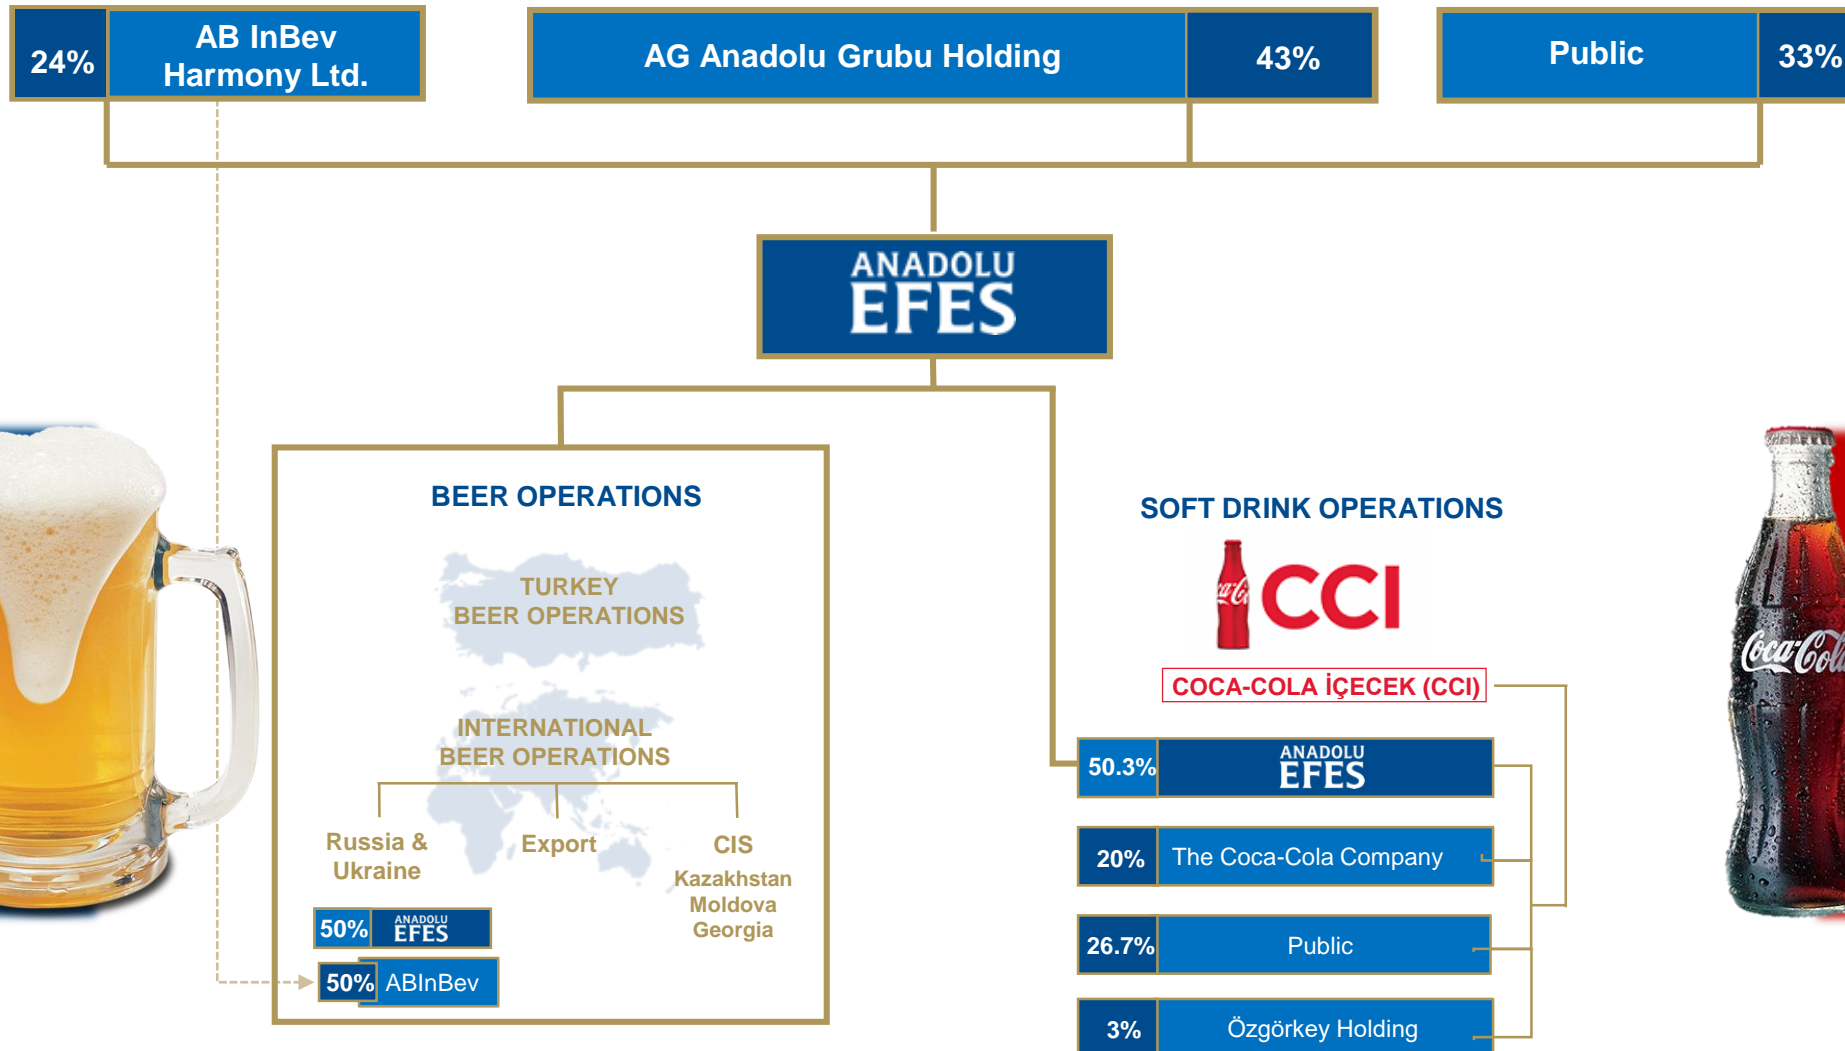 24%
AB InBev
Harmony Ltd.
AG Anadolu Grubu Holding
43%
Public
33%
ANADOLU
EFES
BEER OPERATIONS
TURKEY
BEER OPERATIONS
INTERNATIONAL
BEER OPERATIONS
Russia &
Ukraine
Export
CIS
Kazakhstan
Moldova
Georgia
50%
ANADOLU
EFES
50%
ABInBev
SOFT DRINK OPERATIONS
CCI
COCA-COLA İÇECEK (CCI)
50.3%
ANADOLU
EFES
20%
The Coca-Cola Company
26.7%
Public
3%
Özgörkey Holding
Coca-Cola